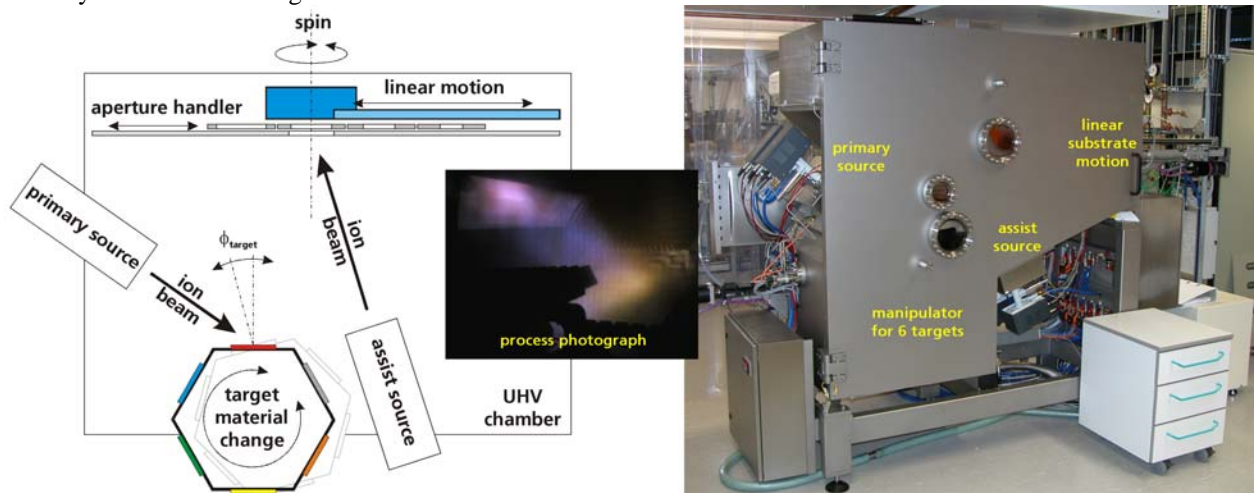 spin
linear motion
aperture handler
primary source
ion
beam
ϕtarget
ion
beam
assist source
target
material
change
UHV
chamber
process photograph
primary
source
linear
substrate
motion
assist
source
manipulator
for 6 targets